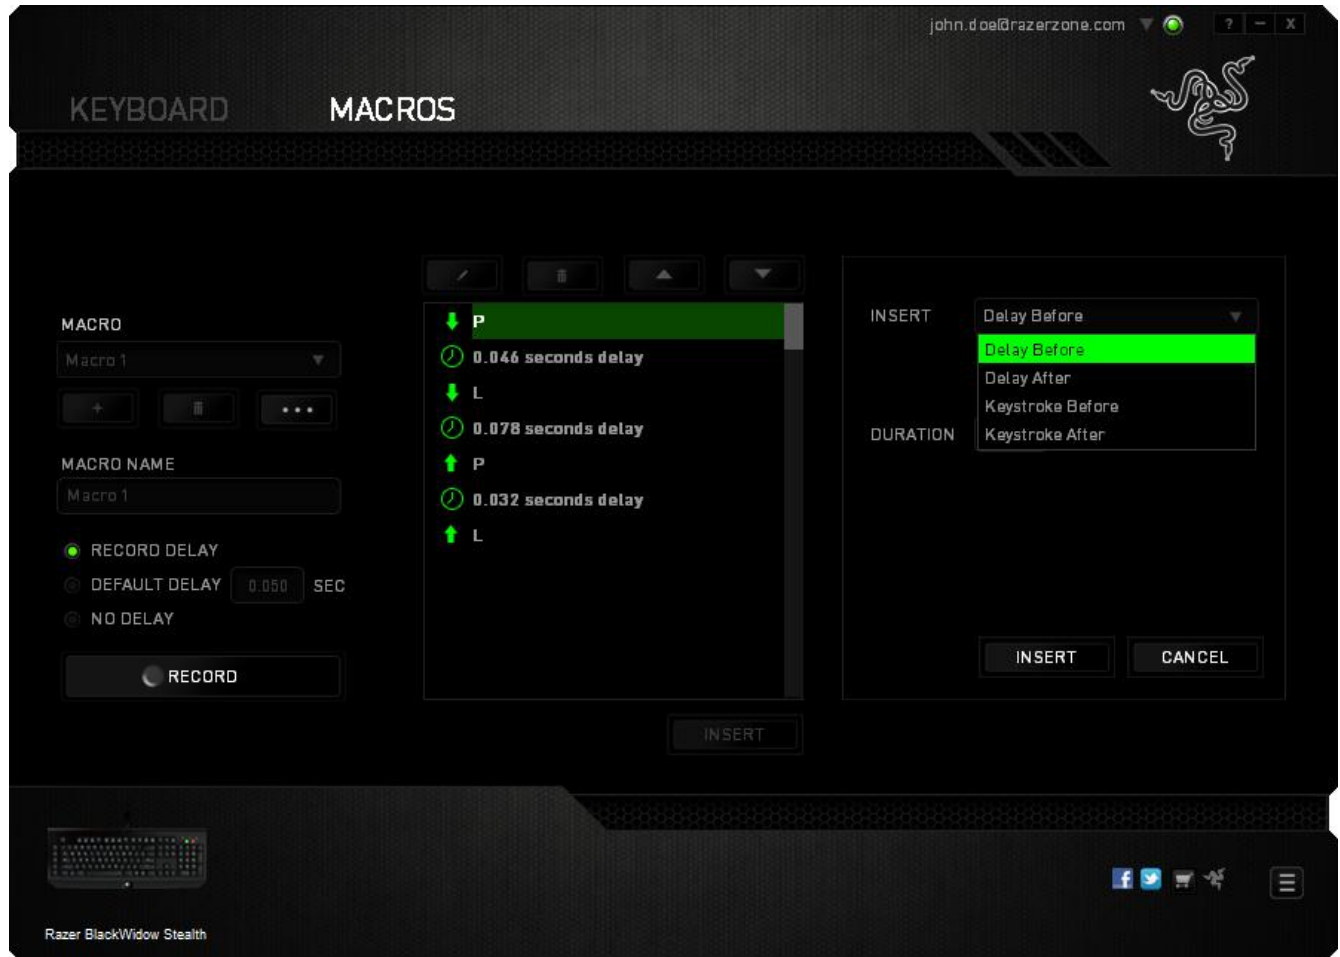 john.doe@razerzone.com
? – X
KEYBOARD MACROS
MACRO
Macro 1
+
...
MACRO NAME
Macro 1
RECORD DELAY
DEFAULT DELAY 0.050 SEC
NO DELAY
RECORD
P
0.046 seconds delay
L
0.078 seconds delay
P
0.032 seconds delay
L
INSERT
INSERT Delay Before
Delay Before
Delay After
Keystroke Before
Keystroke After
DURATION
INSERT CANCEL
Razer BlackWidow Stealth